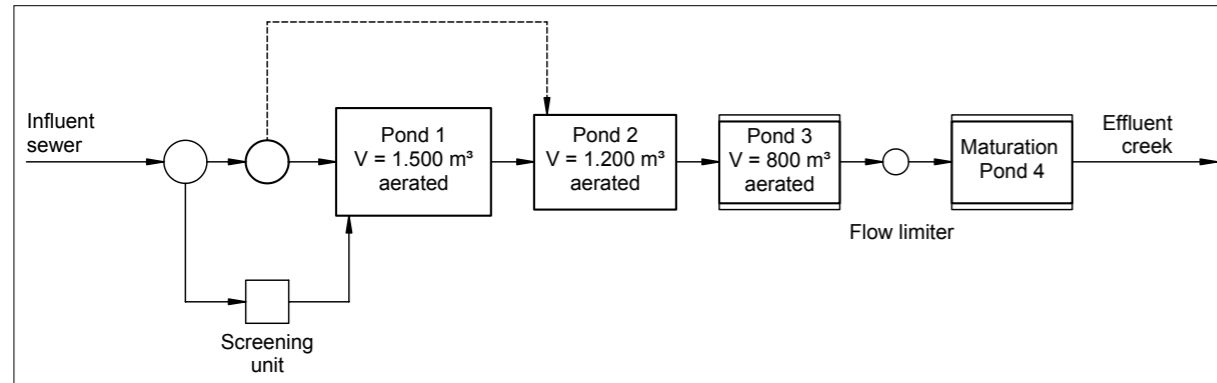 Influent
sewer
Pond 1
V = 1.500 m³
aerated
Pond 2
V = 1.200 m³
aerated
Pond 3
V = 800 m³
aerated
Maturation
Pond 4
Effluent
creek
Flow limiter
Screening
unit